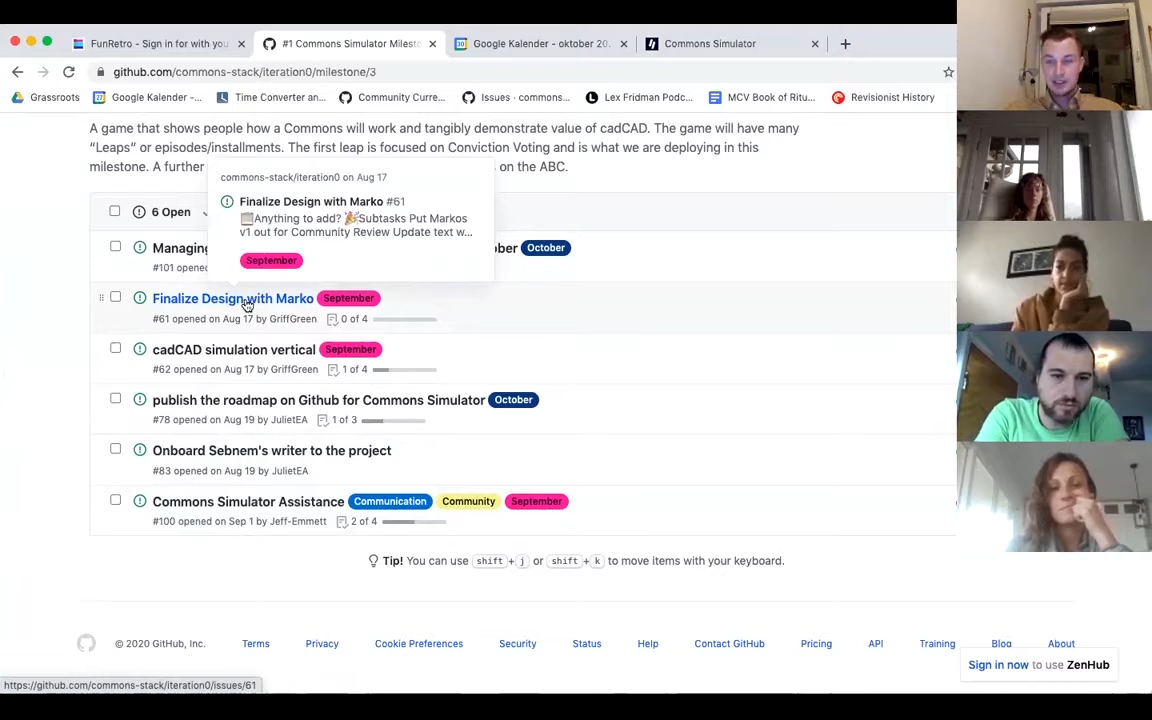 FunRetro - Sign in for with you
#1 Commons Simulator Milesto
Google Kalender - oktober 20
Commons Simulator
github.com/commons-stack/iteration0/milestone/3
Grassroots
Google Kalender -...
Time Converter an...
Community Curre...
Issues · commons...
Lex Fridman Podc...
MCV Book of Ritu...
Revisionist History
A game that shows people how a Commons will work and tangibly demonstrate value of cadCAD. The game will have many
“Leaps” or episodes/installments. The first leap is focused on Conviction Voting and is what we are deploying in this
milestone. A further
s on the ABC.
commons-stack/iteration0 on Aug 17
Finalize Design with Marko #61
Anything to add? Subtasks Put Markos
v1 out for Community Review Update text w...
September
6 Open
Managing
ober October
#101 opened
Finalize Design with Marko September
#61 opened on Aug 17 by GriffGreen 0 of 4
cadCAD simulation vertical September
#62 opened on Aug 17 by GriffGreen 1 of 4
publish the roadmap on Github for Commons Simulator October
#78 opened on Aug 19 by JulietEA 1 of 3
Onboard Sebnem's writer to the project
#83 opened on Aug 19 by JulietEA
Commons Simulator Assistance Communication Community September
#100 opened on Sep 1 by Jeff-Emmett 2 of 4
Tip! You can use shift+j or shift+k to move items with your keyboard.
© 2020 GitHub, Inc.
Terms
Privacy
Cookie Preferences
Security
Status
Help
Contact GitHub
Pricing
API
Training
Blog
About
Sign in now to use ZenHub
https://github.com/commons-stack/iteration0/issues/61